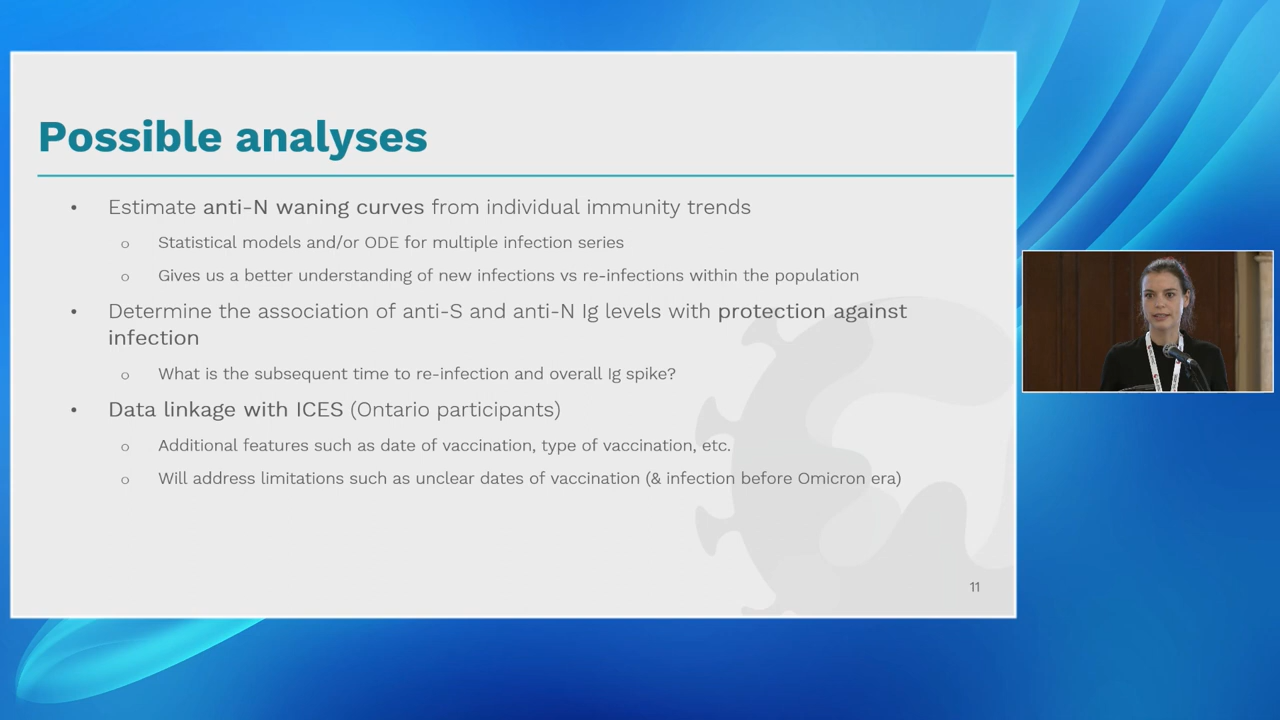 Possible analyses
• Estimate anti-N waning curves from individual immunity trends
o Statistical models and/or ODE for multiple infection series
o Gives us a better understanding of new infections vs re-infections within the population
• Determine the association of anti-S and anti-N Ig levels with protection against
infection
o What is the subsequent time to re-infection and overall Ig spike?
• Data linkage with ICES (Ontario participants)
o Additional features such as date of vaccination, type of vaccination, etc.
o Will address limitations such as unclear dates of vaccination (& infection before Omicron era)
11